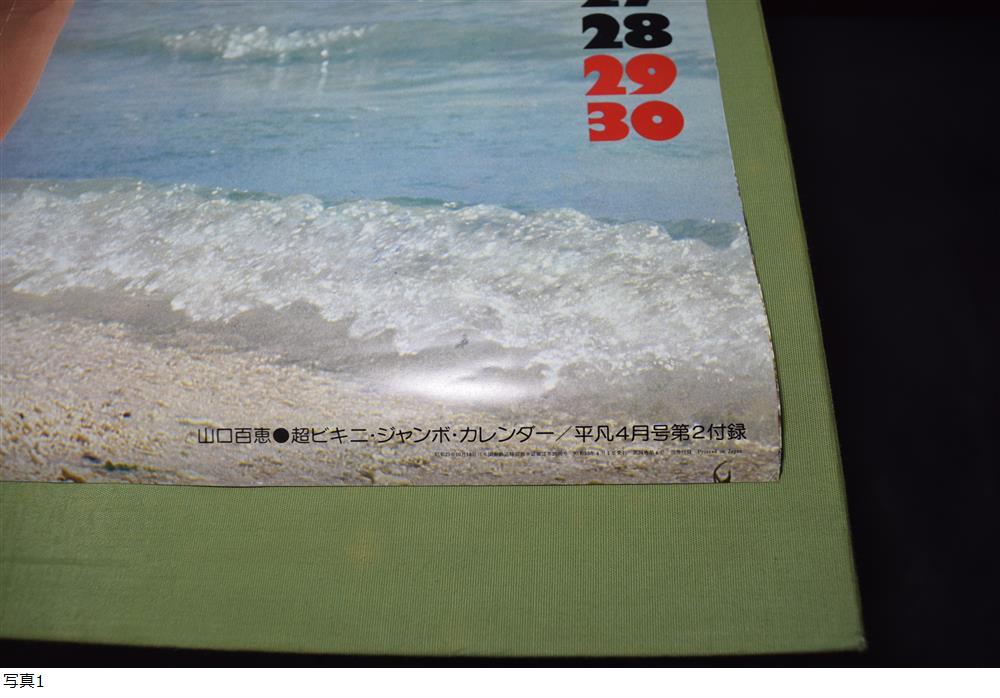 28
29
30
山口百恵●超ビキニ・ジャンボ・カレンダー/平凡4月号第2付録
Printed in Japan
写真1